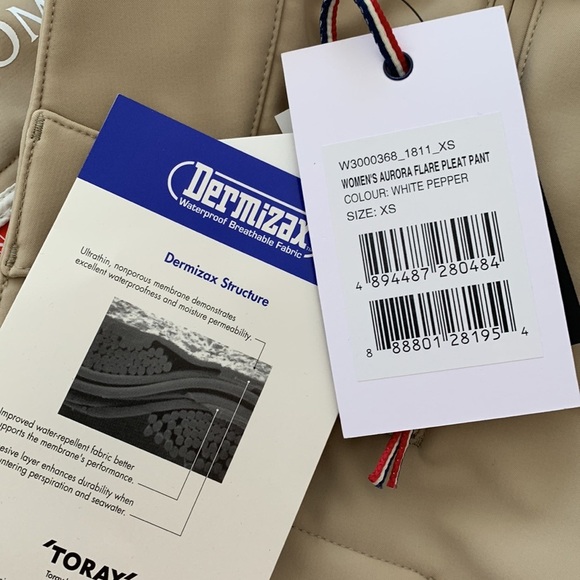 OM
W3000368_1811_XS
WOMEN'S AURORA FLARE PLEAT PANT
COLOUR: WHITE PEPPER
SIZE: XS
4 894487 280484
8 88801 28195 4
Dermizax
Waterproof Breathable Fabric
Dermizax Structure
Ultrathin, nonporous membrane demonstrates
excellent waterproofness and moisture permeability.
Improved water-repellent fabric better
supports the membrane's performance.
esive layer enhances durability when
ntering perspiration and seawater.
'TORAY'